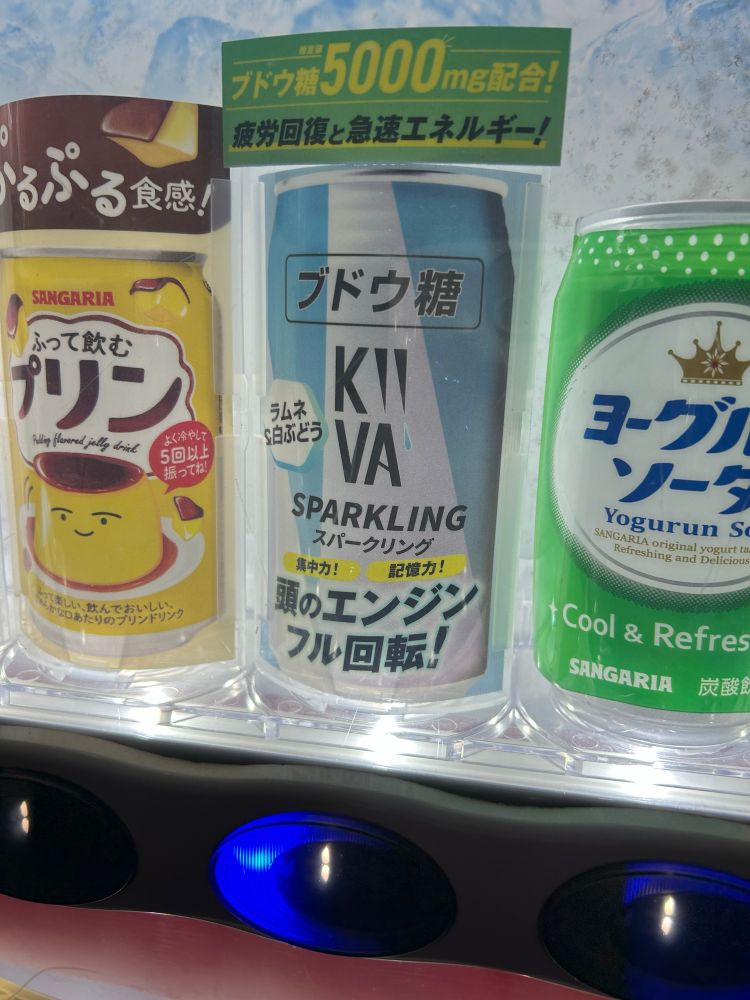 ぷるぷる食感!
SANGARIA
ふって飲む
プリン
Pudding flavored jelly drink
よく冷やして
5回以上
振ってね!
ブドウ糖5000mg配合!
疲労回復と急速エネルギー!
ブドウ糖
KII
VA
ラムネ
&白ぶどう
SPARKLING
スパークリング
集中力! 記憶力!
頭のエンジン
フル回転!
ヨーグル
ソーダ
Yogurun So
SANGARIA original yogurt ta
Refreshing and Delicious
Cool & Refres
SANGARIA 炭酸飲